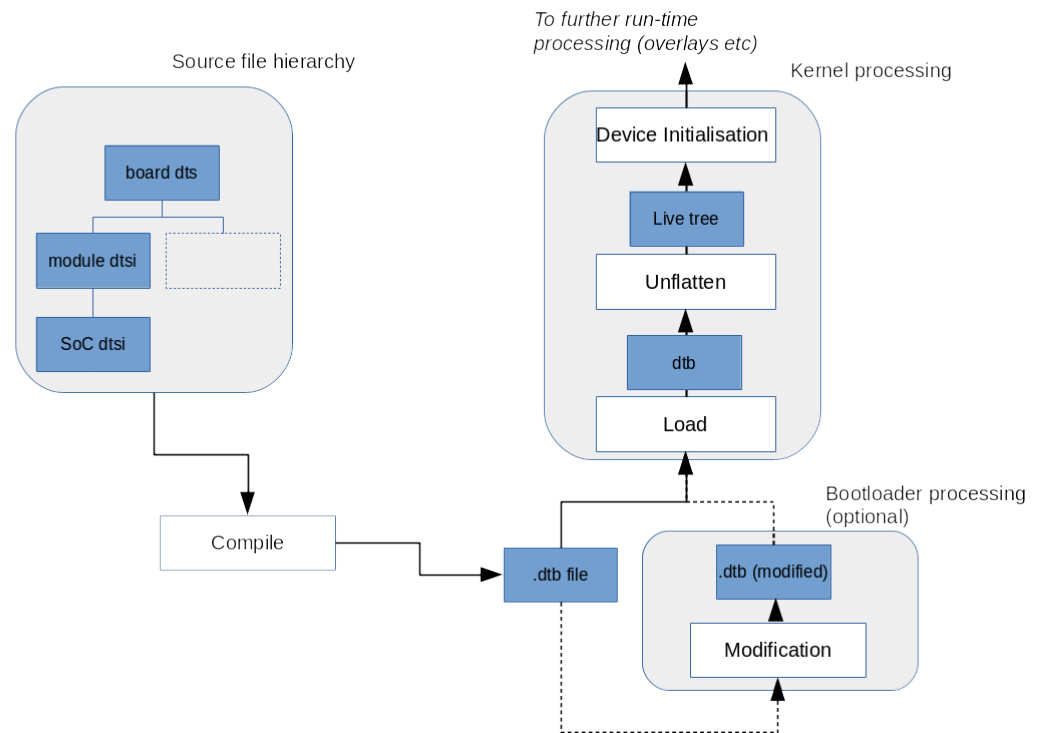 To further run-time
processing (overlays etc)
Source file hierarchy
Kernel processing
Device Initialisation
board dts
Live tree
module dtsi
Unflatten
SoC dtsi
dtb
Load
Bootloader processing
(optional)
Compile
.dtb file
.dtb (modified)
Modification